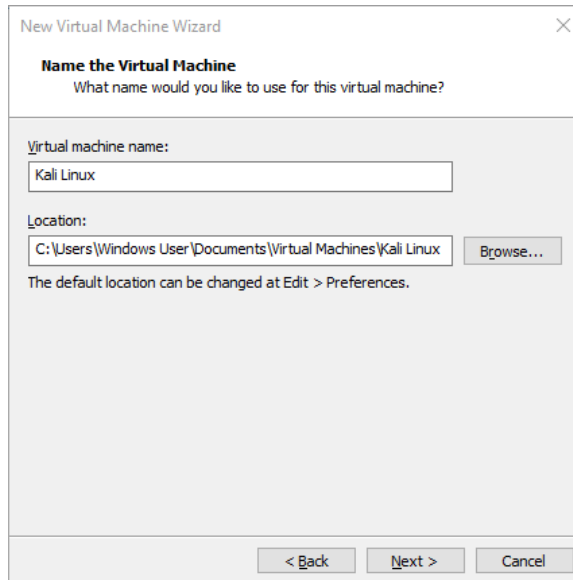 New Virtual Machine Wizard
Name the Virtual Machine
What name would you like to use for this virtual machine?
Virtual machine name:
Kali Linux
Location:
C:\Users\Windows User\Documents\Virtual Machines\Kali Linux
Browse...
The default location can be changed at Edit > Preferences.
< Back
Next >
Cancel